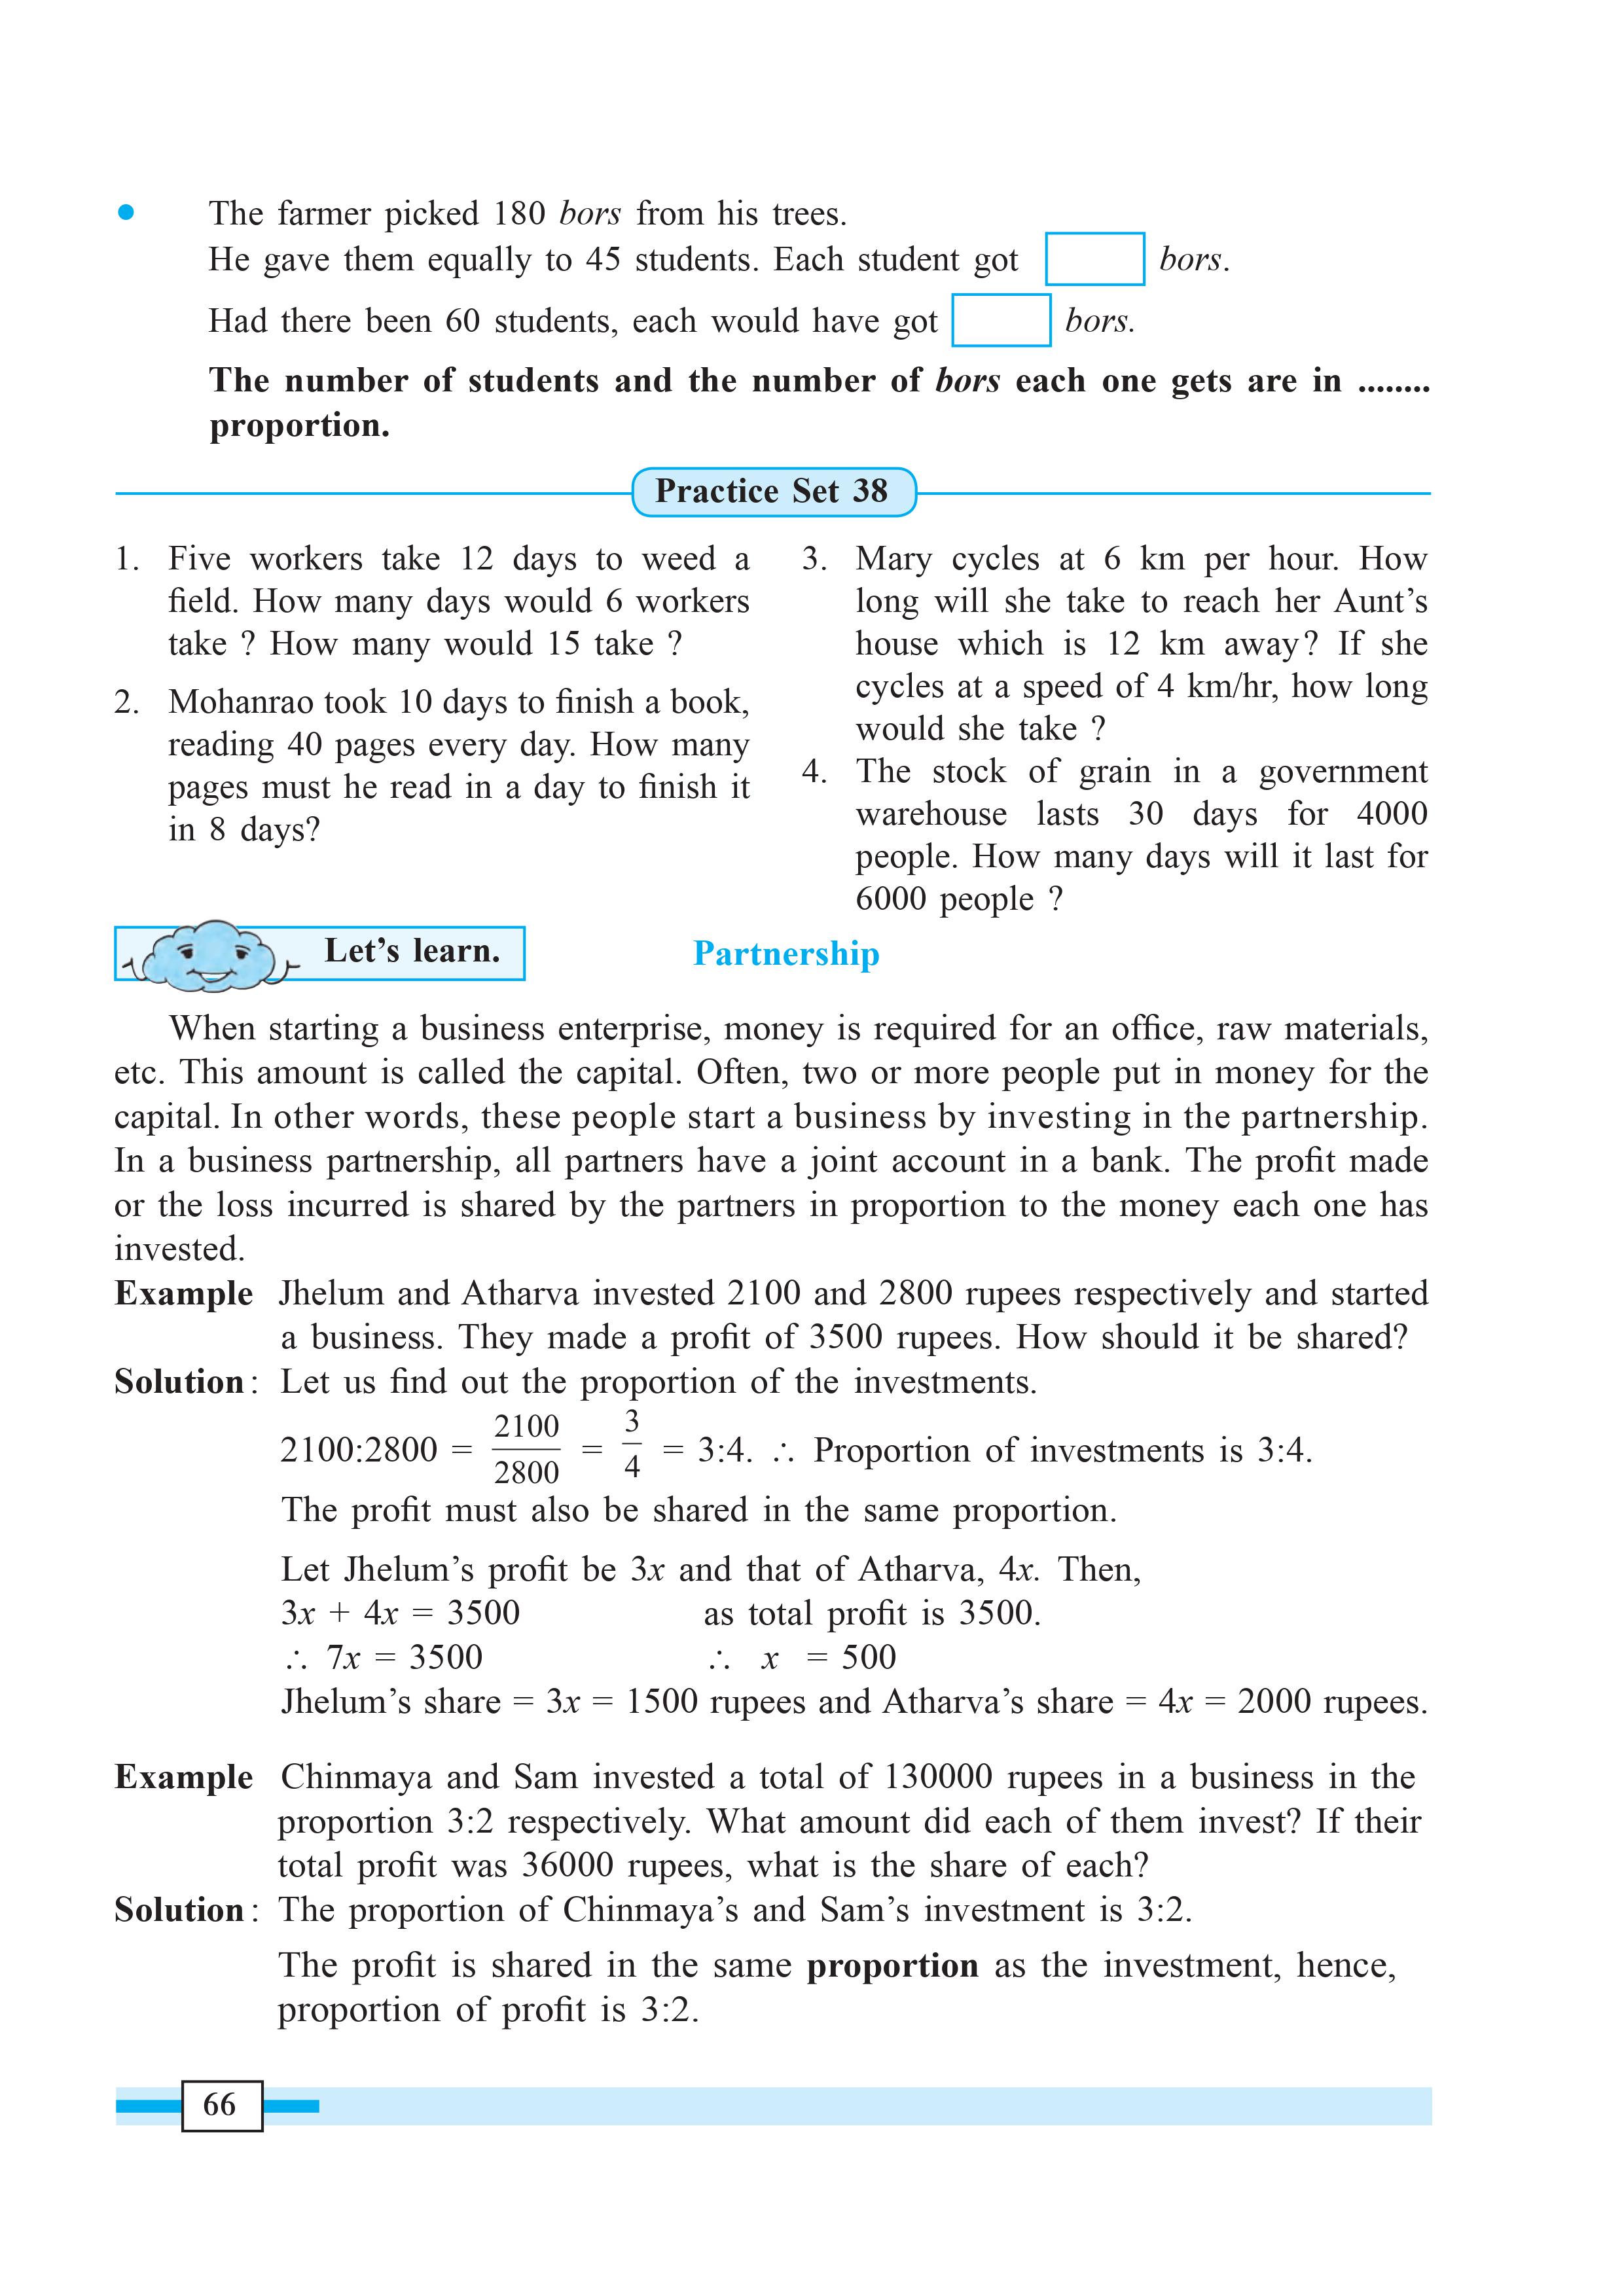 The farmer picked 180 bors from his trees.
He gave them equally to 45 students. Each student got bors.
Had there been 60 students, each would have got bors.
The number of students and the number of bors each one gets are in ........
proportion.
Practice Set 38
1. Five workers take 12 days to weed a
field. How many days would 6 workers
take ? How many would 15 take ?
2. Mohanrao took 10 days to finish a book,
reading 40 pages every day. How many
pages must he read in a day to finish it
in 8 days?
3. Mary cycles at 6 km per hour. How
long will she take to reach her Aunt's
house which is 12 km away? If she
cycles at a speed of 4 km/hr, how long
would she take ?
4. The stock of grain in a government
warehouse lasts 30 days for 4000
people. How many days will it last for
6000 people ?
Let's learn.
Partnership
When starting a business enterprise, money is required for an office, raw materials,
etc. This amount is called the capital. Often, two or more people put in money for the
capital. In other words, these people start a business by investing in the partnership.
In a business partnership, all partners have a joint account in a bank. The profit made
or the loss incurred is shared by the partners in proportion to the money each one has
invested.
Example Jhelum and Atharva invested 2100 and 2800 rupees respectively and started
a business. They made a profit of 3500 rupees. How should it be shared?
Solution : Let us find out the proportion of the investments.
2100:2800 = 2100/2800 = 3/4 = 3:4. ∴ Proportion of investments is 3:4.
The profit must also be shared in the same proportion.
Let Jhelum's profit be 3x and that of Atharva, 4x. Then,
3x + 4x = 3500 as total profit is 3500.
∴ 7x = 3500 ∴ x = 500
Jhelum's share = 3x = 1500 rupees and Atharva's share = 4x = 2000 rupees.
Example Chinmaya and Sam invested a total of 130000 rupees in a business in the
proportion 3:2 respectively. What amount did each of them invest? If their
total profit was 36000 rupees, what is the share of each?
Solution : The proportion of Chinmaya's and Sam's investment is 3:2.
The profit is shared in the same proportion as the investment, hence,
proportion of profit is 3:2.
66